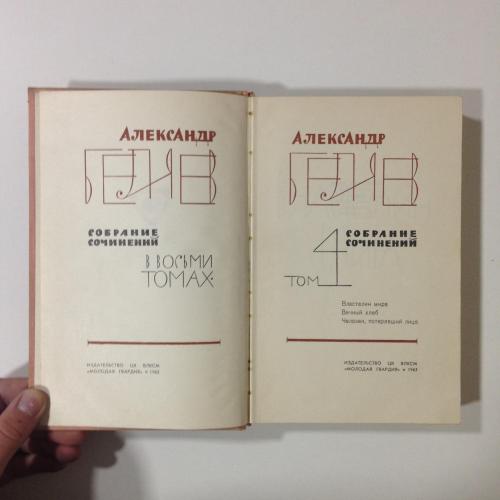 АЛЕКСАНДР
БЕЛЯЕВ
СОБРАНИЕ
СОЧИНЕНИЙ
В ВОСЬМИ
ТОМАХ·
ИЗДАТЕЛЬСТВО ЦК ВЛКСМ
«МОЛОДАЯ ГВАРДИЯ» • 1963
АЛЕКСАНДР
БЕЛЯЕВ
СОБРАНИЕ
СОЧИНЕНИЙ
ТОМ 4
Властелин мира
Вечный хлеб
Человек, потерявший лицо
ИЗДАТЕЛЬСТВО ЦК ВЛКСМ
«МОЛОДАЯ ГВАРДИЯ» • 1963